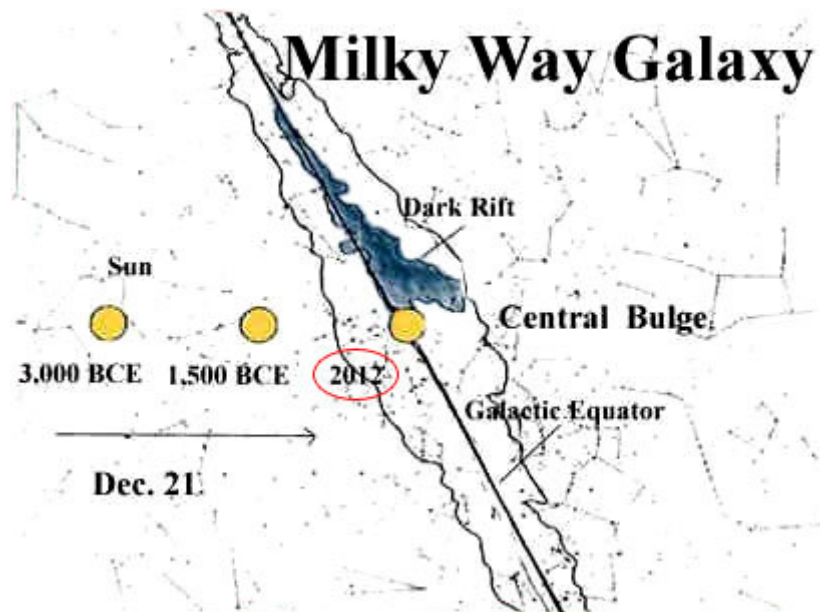 Milky Way Galaxy
Dark Rift
Sun
Central Bulge
3,000 BCE 1,500 BCE 2012
Galactic Equator
Dec. 21